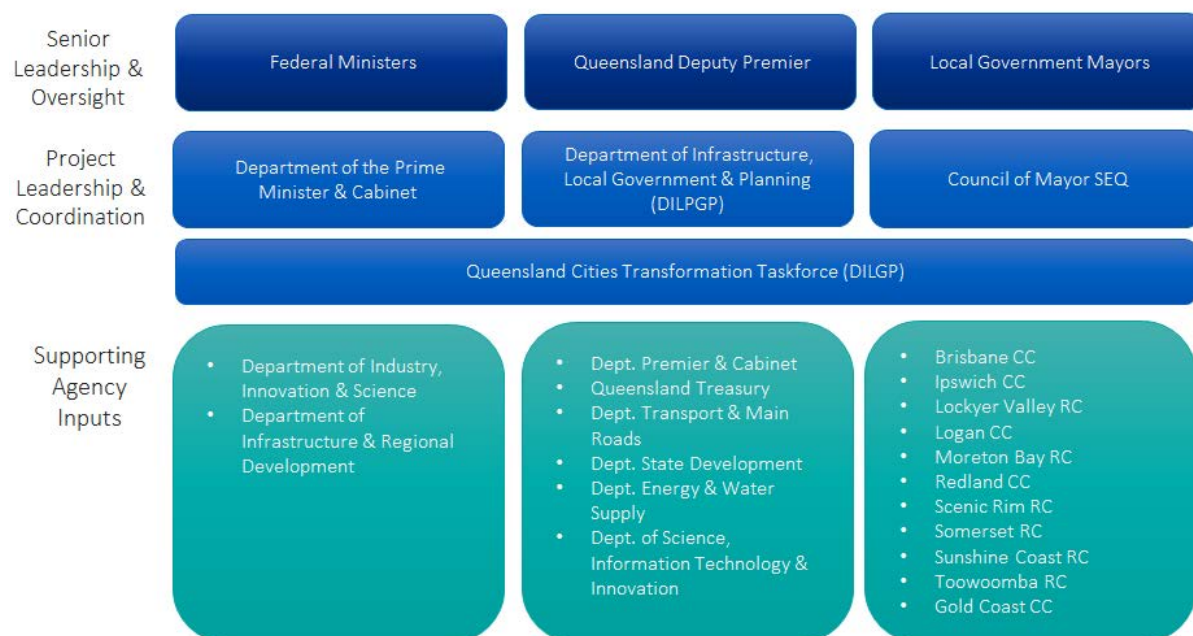 Senior
Leadership &
Oversight
Federal Ministers
Queensland Deputy Premier
Local Government Mayors
Project
Leadership &
Coordination
Department of the Prime
Minister & Cabinet
Department of Infrastructure,
Local Government & Planning
(DILPGP)
Council of Mayor SEQ
Queensland Cities Transformation Taskforce (DILGP)
Supporting
Agency
Inputs
• Department of Industry,
Innovation & Science
• Department of
Infrastructure & Regional
Development
• Dept. Premier & Cabinet
• Queensland Treasury
• Dept. Transport & Main
Roads
• Dept. State Development
• Dept. Energy & Water
Supply
• Dept. of Science,
Information Technology &
Innovation
• Brisbane CC
• Ipswich CC
• Lockyer Valley RC
• Logan CC
• Moreton Bay RC
• Redland CC
• Scenic Rim RC
• Somerset RC
• Sunshine Coast RC
• Toowoomba RC
• Gold Coast CC